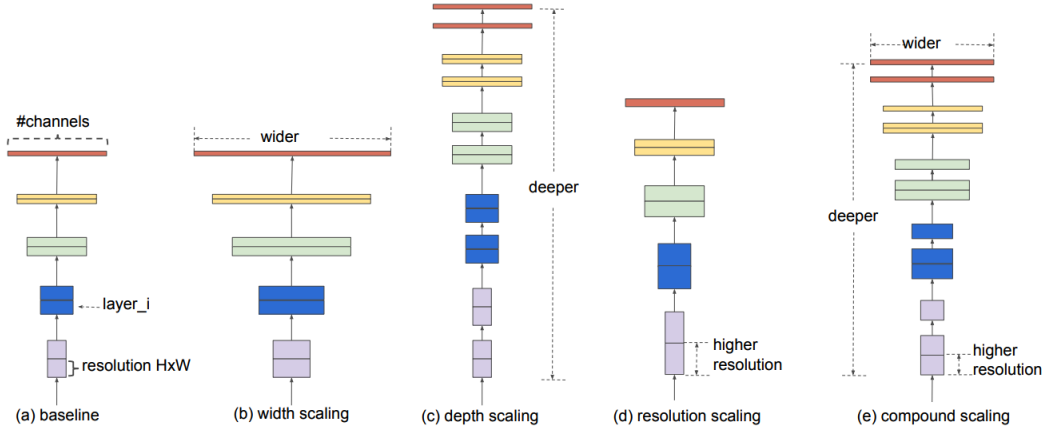 #channels
layer_i
resolution HxW
(a) baseline
wider
(b) width scaling
deeper
(c) depth scaling
higher
resolution
(d) resolution scaling
wider
deeper
higher
resolution
(e) compound scaling